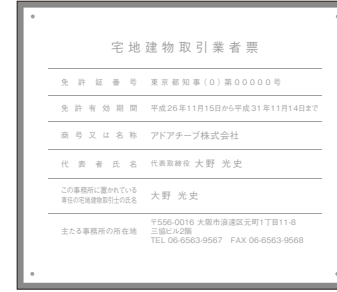 宅地建物取引業者票
免許証番号 東京都知事(0)第00000号
免許有効期間 平成26年11月15日から平成31年11月14日まで
商号又は名称 アドアチーブ株式会社
代表者氏名 代表取締役 大野 光史
この事務所に置かれている
専任の宅地建物取引士の氏名 大野 光史
主たる事務所の所在地 〒556-0016 大阪市浪速区元町1丁目11-8
三協ビル2階
TEL 06-6563-9567 FAX 06-6563-9568